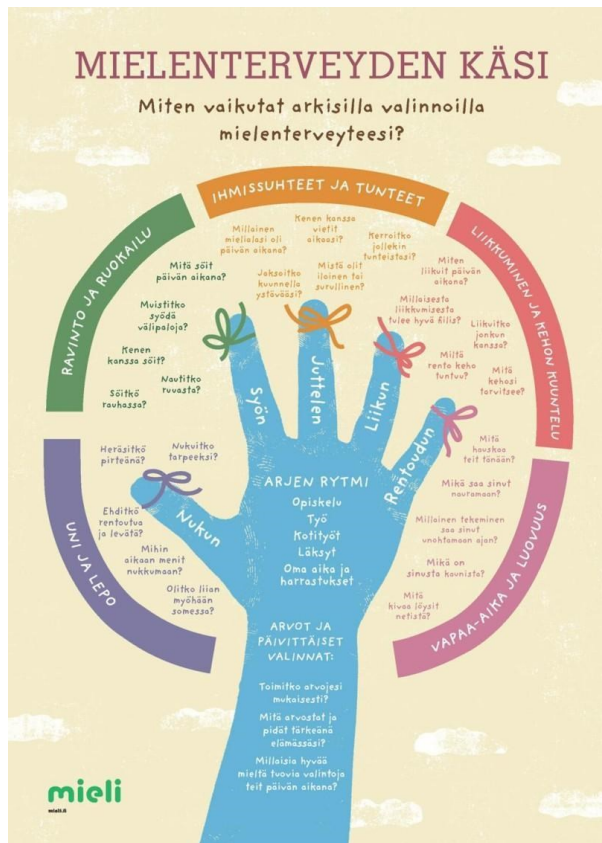 MIELENTERVEYDEN KÄSI
Miten vaikutat arkisilla valinnoilla
mielenterveyteesi?
UNI JA LEPO
Heräsitkö
pirteänä?
Nukuitko
tarpeeksi?
Ehditkö
rentoutua
ja levätä?
Mihin
aikaan menit
nukkumaan?
Olitko liian
myöhään
somessa?
Nukun
RAVINTO JA RUOKAILU
Mitä söit
päivän aikana?
Muistitko
syödä
välipaloja?
Kenen
kanssa söit?
Nautitko
ruoasta?
Söitkö
rauhassa?
Syön
IHMISSUHTEET JA TUNTEET
Millainen
mielialasi oli
päivän aikana?
Kenen kanssa
vietit
aikaasi?
Kerroitko
jollekin
tunteistasi?
Jaksoitko
kuunnella
ystävääsi?
Mistä olit
iloinen tai
surullinen?
Juttelen
LIIKKUMINEN JA KEHON KUUNTELU
Miten
liikuit päivän
aikana?
Millaisesta
liikkumisesta
tulee hyvä fiilis?
Liikuitko
jonkun
kanssa?
Miltä
rento keho
tuntuu?
Mitä
kehosi
tarvitsee?
Liikun
VAPAA-AIKA JA LUOVUUS
Mitä
hauskaa
teit tänään?
Mikä saa sinut
nauramaan?
Millainen tekeminen
saa sinut
unohtamaan ajan?
Mikä on
sinusta kaunista?
Mitä
kivaa löysit
netistä?
Rentoudun
ARJEN RYTMI
Opiskelu
Työ
Kotityöt
Läksyt
Oma aika ja
harrastukset
ARVOT JA
PÄIVITTÄISET
VALINNAT:
Toimitko arvojesi
mukaisesti?
Mitä arvostat ja
pidät tärkeänä
elämässäsi?
Millaisia hyvää
mieltä tuovia valintoja
teit päivän aikana?
mieli
mieli.fi